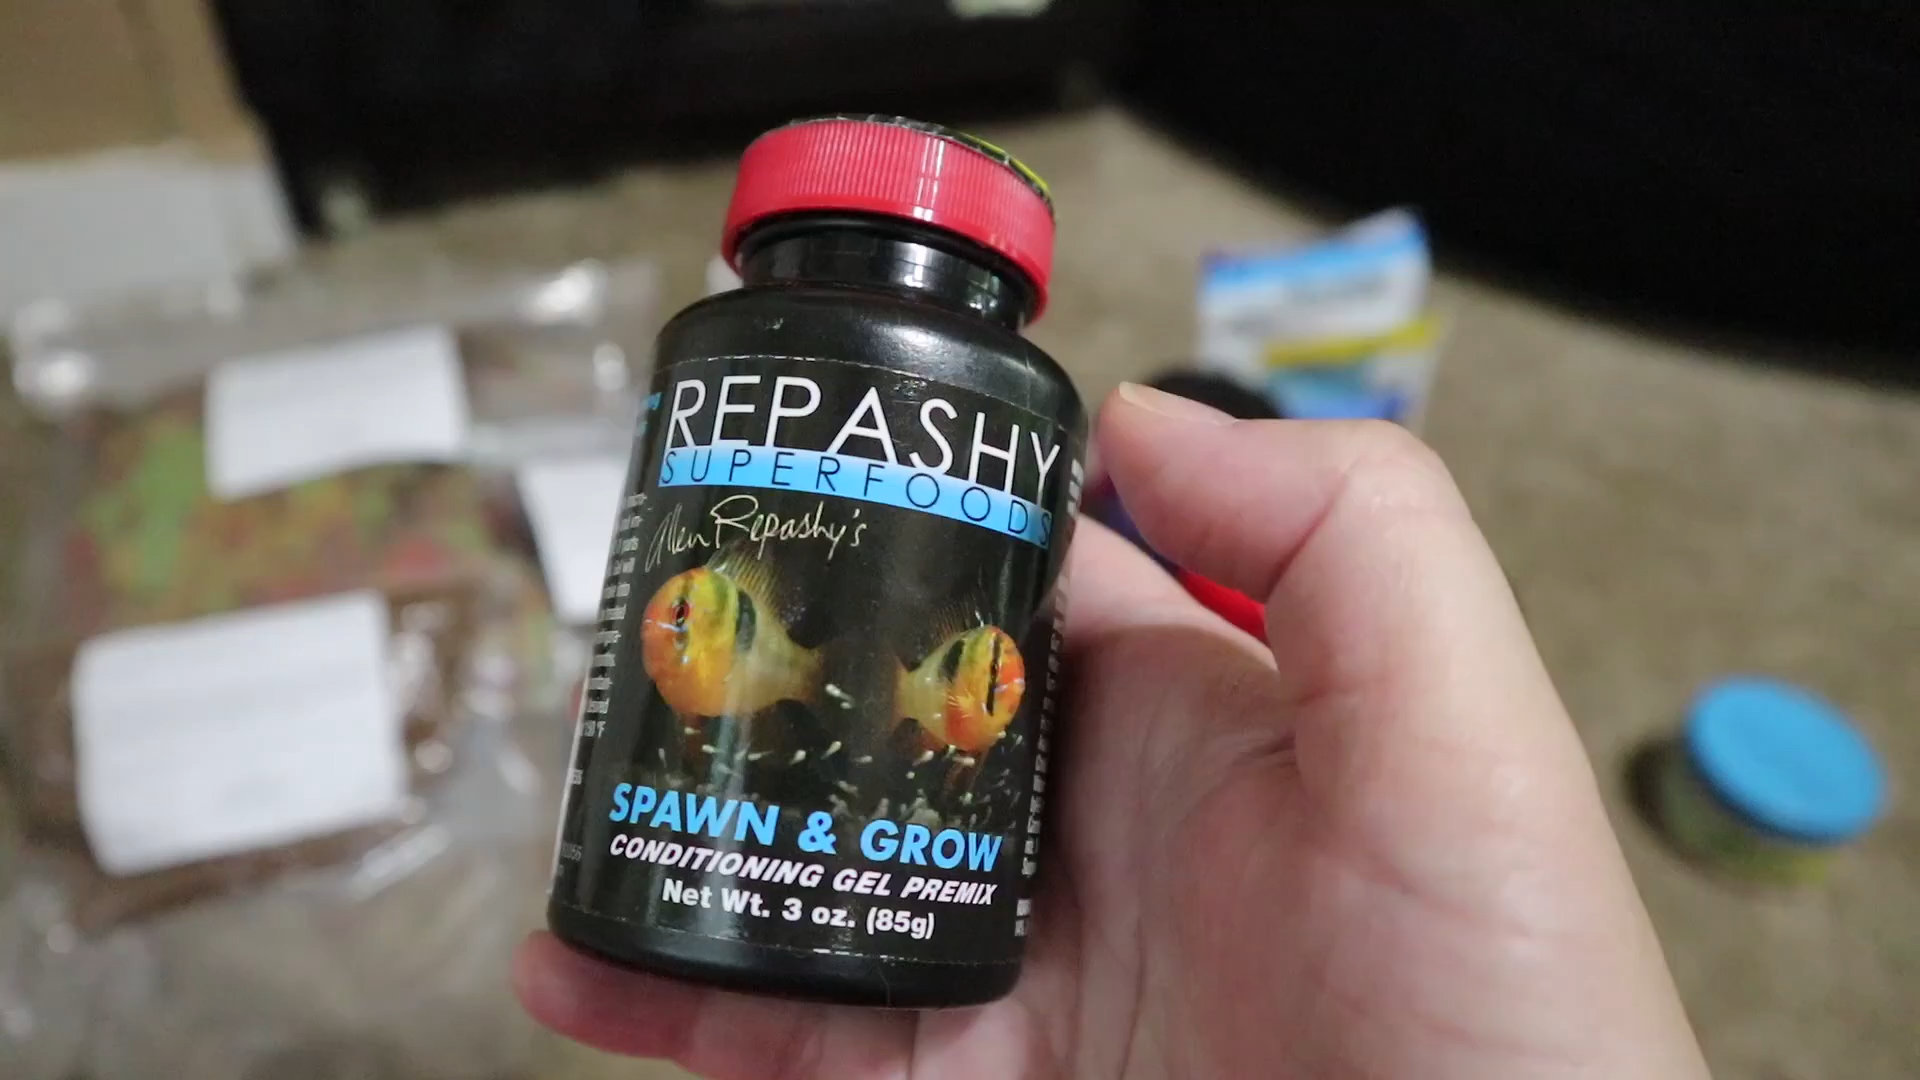 REPASHY
SUPERFOODS
Allen Repashy's
SPAWN & GROW
CONDITIONING GEL PREMIX
Net Wt. 3 oz. (85g)